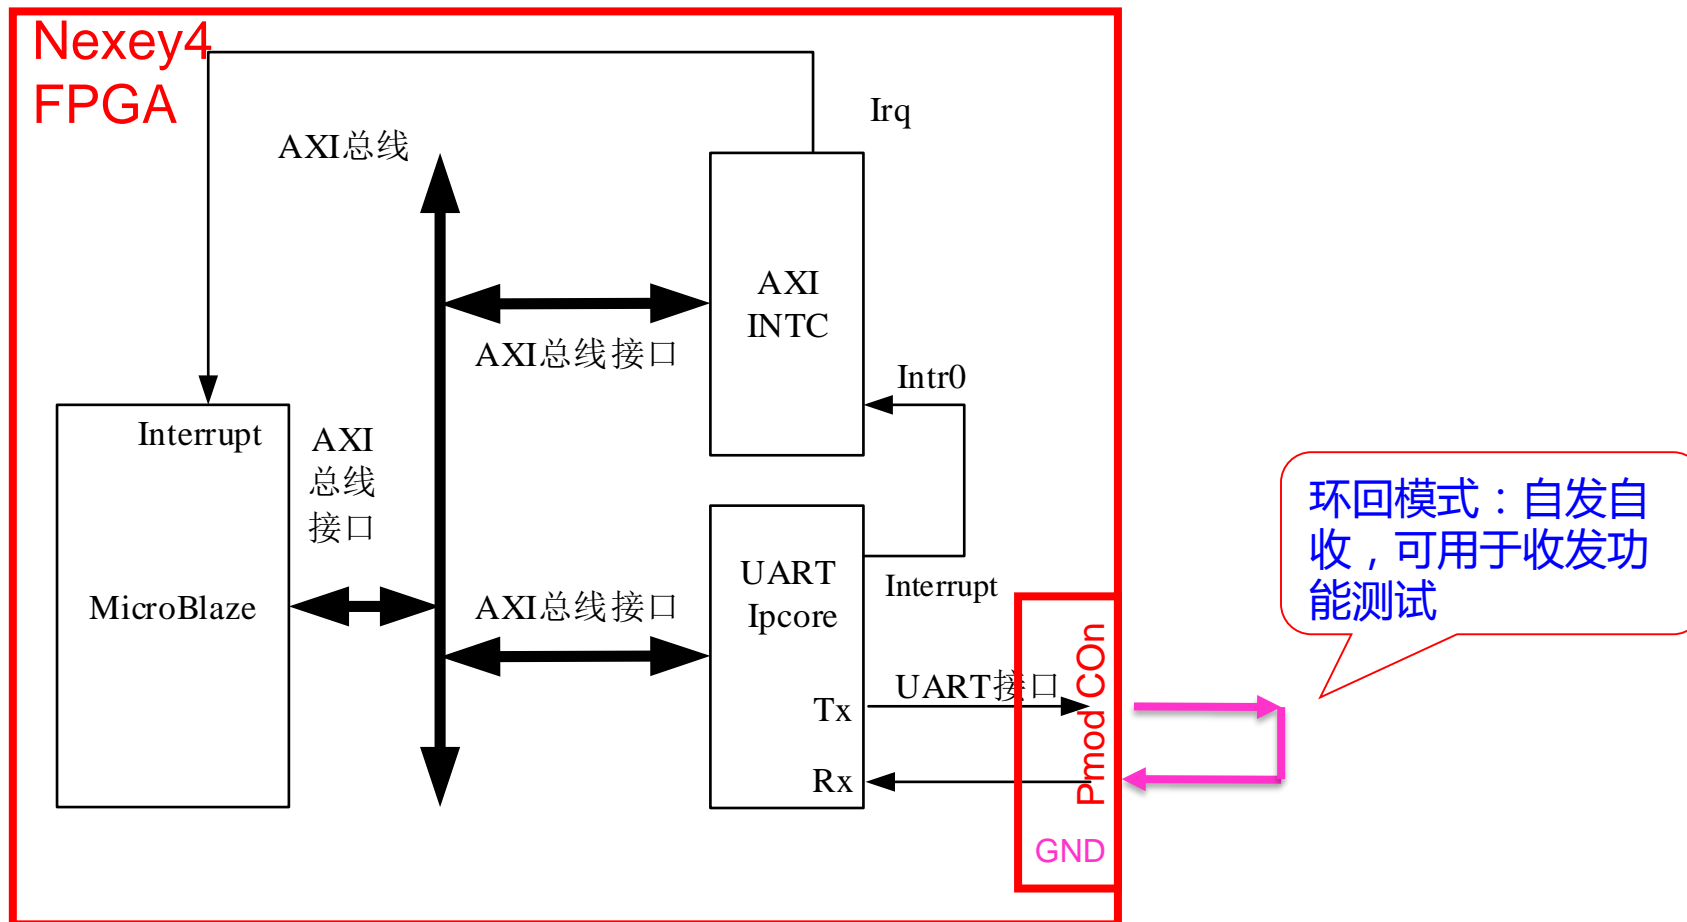 Nexey4
FPGA
Irq
AXI总线
AXI
INTC
AXI总线接口
Intr0
Interrupt
AXI
总线
接口
MicroBlaze
AXI总线接口
UART
Ipcore
Interrupt
UART接口
Tx
Rx
Pmod COn
GND
环回模式：自发自
收，可用于收发功
能测试